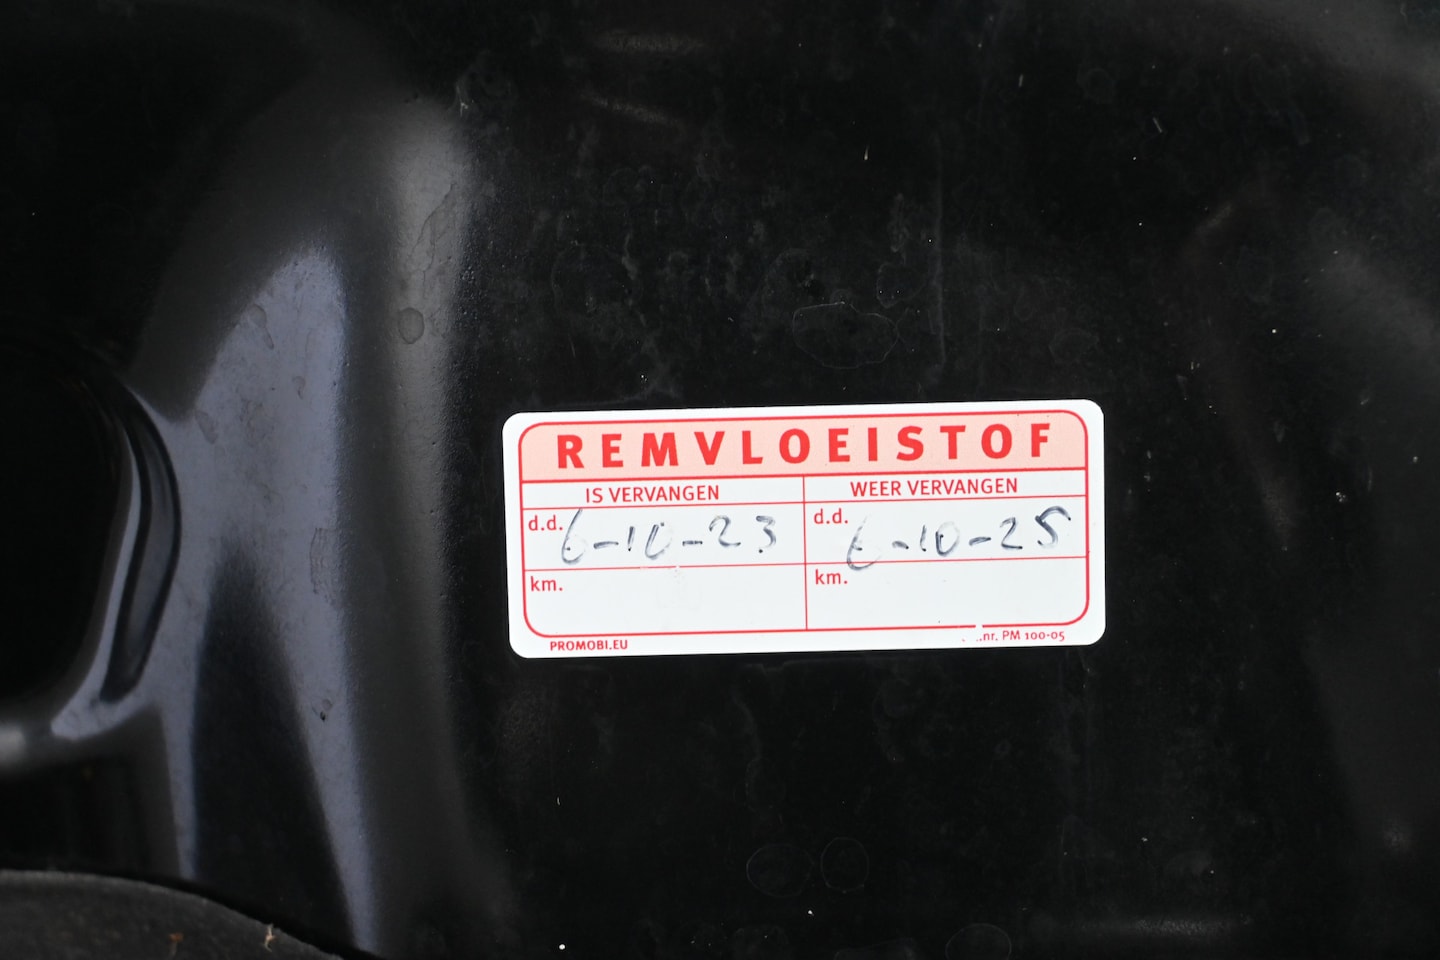 REMVLOEISTOF
IS VERVANGEN WEER VERVANGEN
d.d. 6-10-23 d.d. 6-10-25
km. km.
PROMOBI.EU nr. PM 100-05